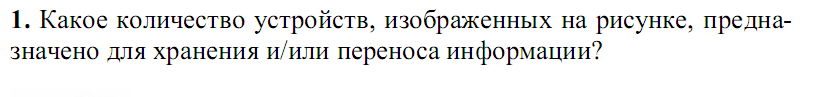 1. Какое количество устройств, изображенных на рисунке, предна-
значено для хранения и/или переноса информации?